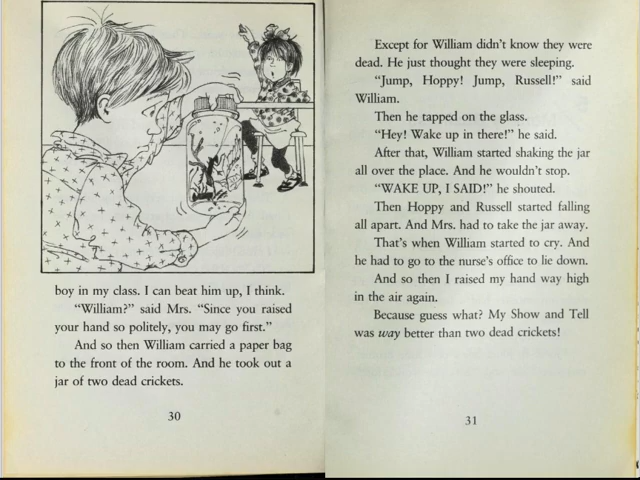 boy in my class. I can beat him up, I think.
“William?” said Mrs. “Since you raised
your hand so politely, you may go first.”
And so then William carried a paper bag
to the front of the room. And he took out a
jar of two dead crickets.
30
Except for William didn’t know they were
dead. He just thought they were sleeping.
“Jump, Hoppy! Jump, Russell!” said
William.
Then he tapped on the glass.
“Hey! Wake up in there!” he said.
After that, William started shaking the jar
all over the place. And he wouldn’t stop.
“WAKE UP, I SAID!” he shouted.
Then Hoppy and Russell started falling
all apart. And Mrs. had to take the jar away.
That’s when William started to cry. And
he had to go to the nurse’s office to lie down.
And so then I raised my hand way high
in the air again.
Because guess what? My Show and Tell
was way better than two dead crickets!
31